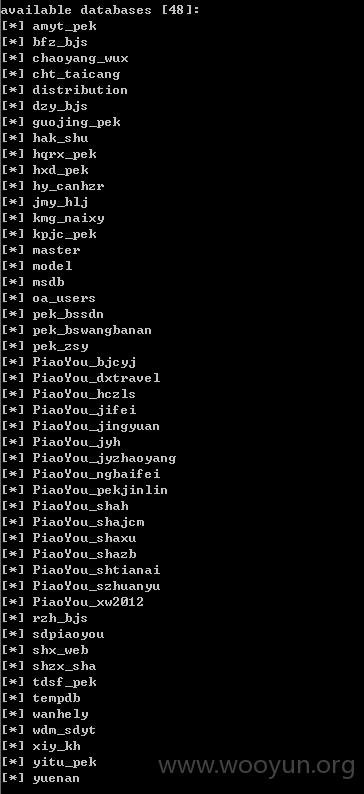 available databases [48]:
[*] amyt_pek
[*] bfz_bjs
[*] chaoyang_wux
[*] cht_taicang
[*] distribution
[*] dzy_bjs
[*] guojing_pek
[*] hak_shu
[*] hqrx_pek
[*] hxd_pek
[*] hy_canhzr
[*] jmy_hlj
[*] kmg_naixy
[*] kpjc_pek
[*] master
[*] model
[*] msdb
[*] oa_users
[*] pek_bssdn
[*] pek_bswangbanan
[*] pek_zsy
[*] PiaoYou_bjcyj
[*] PiaoYou_dxtravel
[*] PiaoYou_hczls
[*] PiaoYou_jifei
[*] PiaoYou_jingyuan
[*] PiaoYou_jyh
[*] PiaoYou_jyzhaoyang
[*] PiaoYou_ngbaifei
[*] PiaoYou_pekjinlin
[*] PiaoYou_shah
[*] PiaoYou_shajcm
[*] PiaoYou_shaxu
[*] PiaoYou_shazb
[*] PiaoYou_shtianai
[*] PiaoYou_szhuanyu
[*] PiaoYou_xw2012
[*] rzh_bjs
[*] sdpiaoyou
[*] shx_web
[*] shzx_sha
[*] tdsf_pek
[*] tempdb
[*] wanhely
[*] wdm_sdyt
[*] xiy_kh
[*] yitu_pek
[*] yuenan
www.wooyun.org